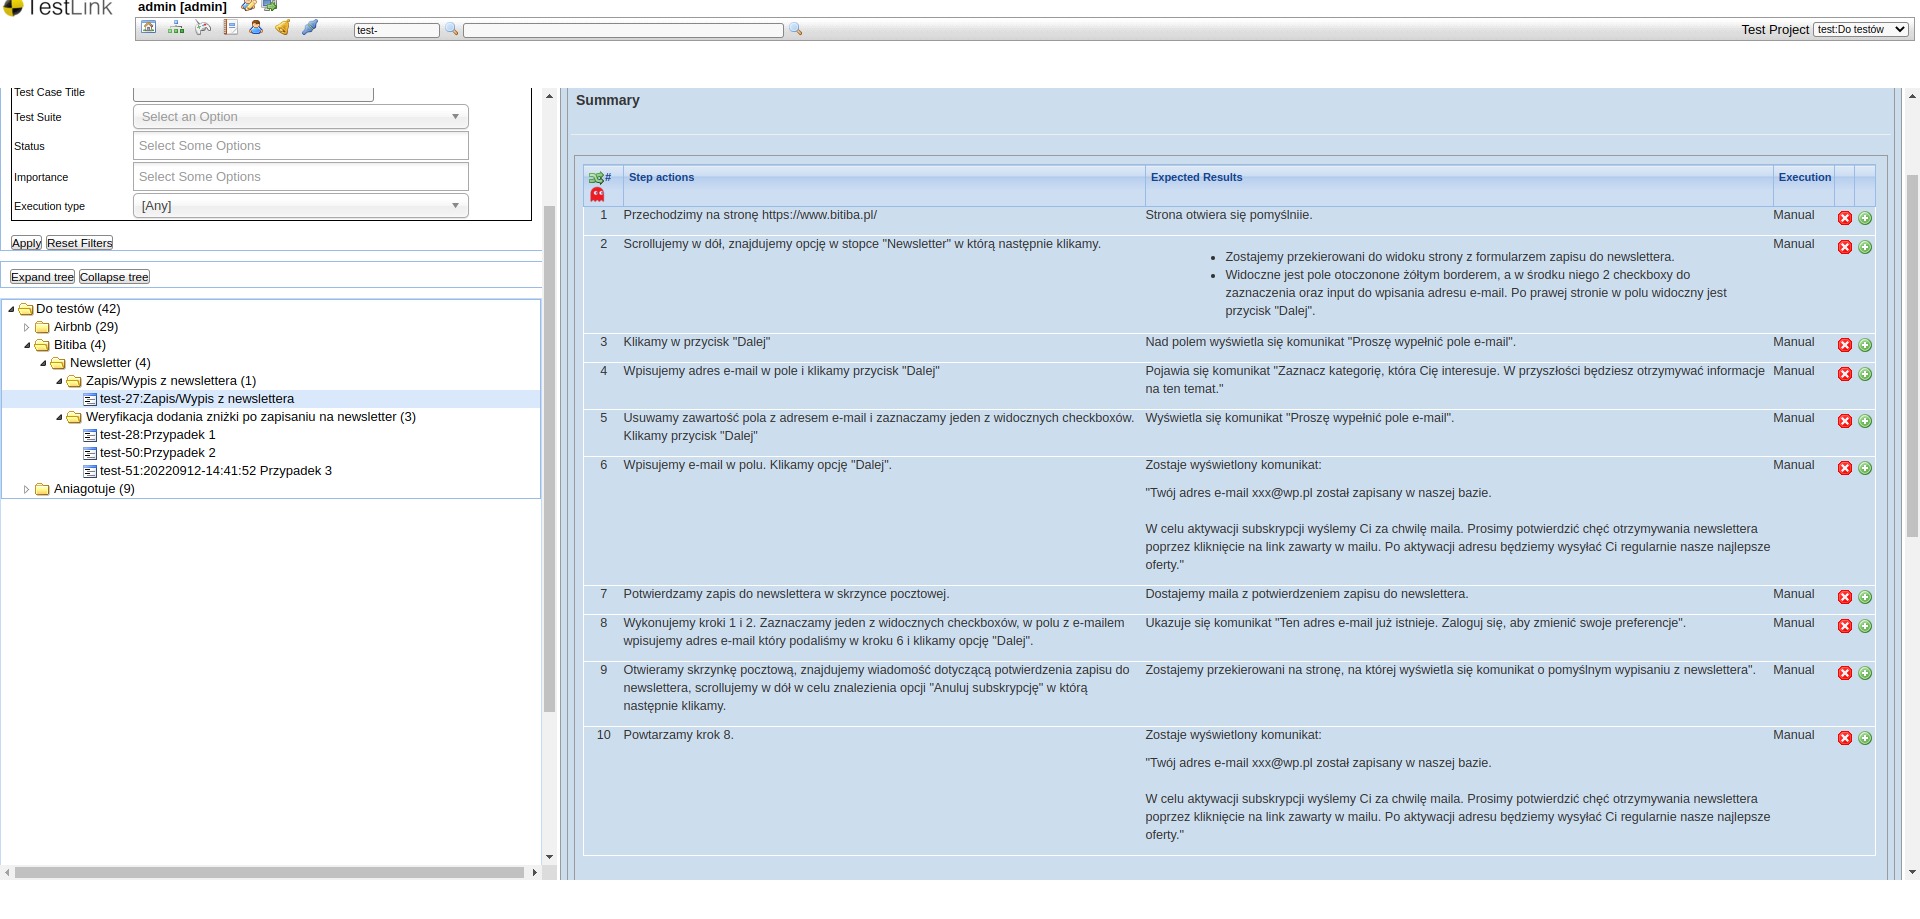 TestLink
admin [admin]
test-
Test Project test:Do testów
Test Case Title
Test Suite Select an Option
Status Select Some Options
Importance Select Some Options
Execution type [Any]
Apply Reset Filters
Expand tree Collapse tree
Do testów (42)
Airbnb (29)
Bitiba (4)
Newsletter (4)
Zapis/Wypis z newslettera (1)
test-27:Zapis/Wypis z newslettera
Weryfikacja dodania zniżki po zapisaniu na newsletter (3)
test-28:Przypadek 1
test-50:Przypadek 2
test-51:20220912-14:41:52 Przypadek 3
Aniagotuje (9)
Summary
# Step actions Expected Results Execution
1 Przechodzimy na stronę https://www.bitiba.pl/ Strona otwiera się pomyślniie. Manual
2 Scrollujemy w dół, znajdujemy opcję w stopce "Newsletter" w którą następnie klikamy. Manual
• Zostajemy przekierowani do widoku strony z formularzem zapisu do newslettera.
• Widoczne jest pole otoczonone żółtym borderem, a w środku niego 2 checkboxy do
zaznaczenia oraz input do wpisania adresu e-mail. Po prawej stronie w polu widoczny jest
przycisk "Dalej".
3 Klikamy w przycisk "Dalej" Nad polem wyświetla się komunikat "Proszę wypełnić pole e-mail". Manual
4 Wpisujemy adres e-mail w pole i klikamy przycisk "Dalej" Pojawia się komunikat "Zaznacz kategorię, która Cię interesuje. W przyszłości będziesz otrzymywać informacje Manual
na ten temat."
5 Usuwamy zawartość pola z adresem e-mail i zaznaczamy jeden z widocznych checkboxów. Wyświetla się komunikat "Proszę wypełnić pole e-mail". Manual
Klikamy przycisk "Dalej"
6 Wpisujemy e-mail w polu. Klikamy opcję "Dalej". Zostaje wyświetlony komunikat: Manual
"Twój adres e-mail xxx@wp.pl został zapisany w naszej bazie.
W celu aktywacji subskrypcji wyślemy Ci za chwilę maila. Prosimy potwierdzić chęć otrzymywania newslettera
poprzez kliknięcie na link zawarty w mailu. Po aktywacji adresu będziemy wysyłać Ci regularnie nasze najlepsze
oferty."
7 Potwierdzamy zapis do newslettera w skrzynce pocztowej. Dostajemy maila z potwierdzeniem zapisu do newslettera. Manual
8 Wykonujemy kroki 1 i 2. Zaznaczamy jeden z widocznych checkboxów, w polu z e-mailem Ukazuje się komunikat "Ten adres e-mail już istnieje. Zaloguj się, aby zmienić swoje preferencje". Manual
wpisujemy adres e-mail który podaliśmy w kroku 6 i klikamy opcję "Dalej".
9 Otwieramy skrzynkę pocztową, znajdujemy wiadomość dotyczącą potwierdzenia zapisu do Zostajemy przekierowani na stronę, na której wyświetla się komunikat o pomyślnym wypisaniu z newslettera". Manual
newslettera, scrollujemy w dół w celu znalezienia opcji "Anuluj subskrypcję" w którą
następnie klikamy.
10 Powtarzamy krok 8. Zostaje wyświetlony komunikat: Manual
"Twój adres e-mail xxx@wp.pl został zapisany w naszej bazie.
W celu aktywacji subskrypcji wyślemy Ci za chwilę maila. Prosimy potwierdzić chęć otrzymywania newslettera
poprzez kliknięcie na link zawarty w mailu. Po aktywacji adresu będziemy wysyłać Ci regularnie nasze najlepsze
oferty."